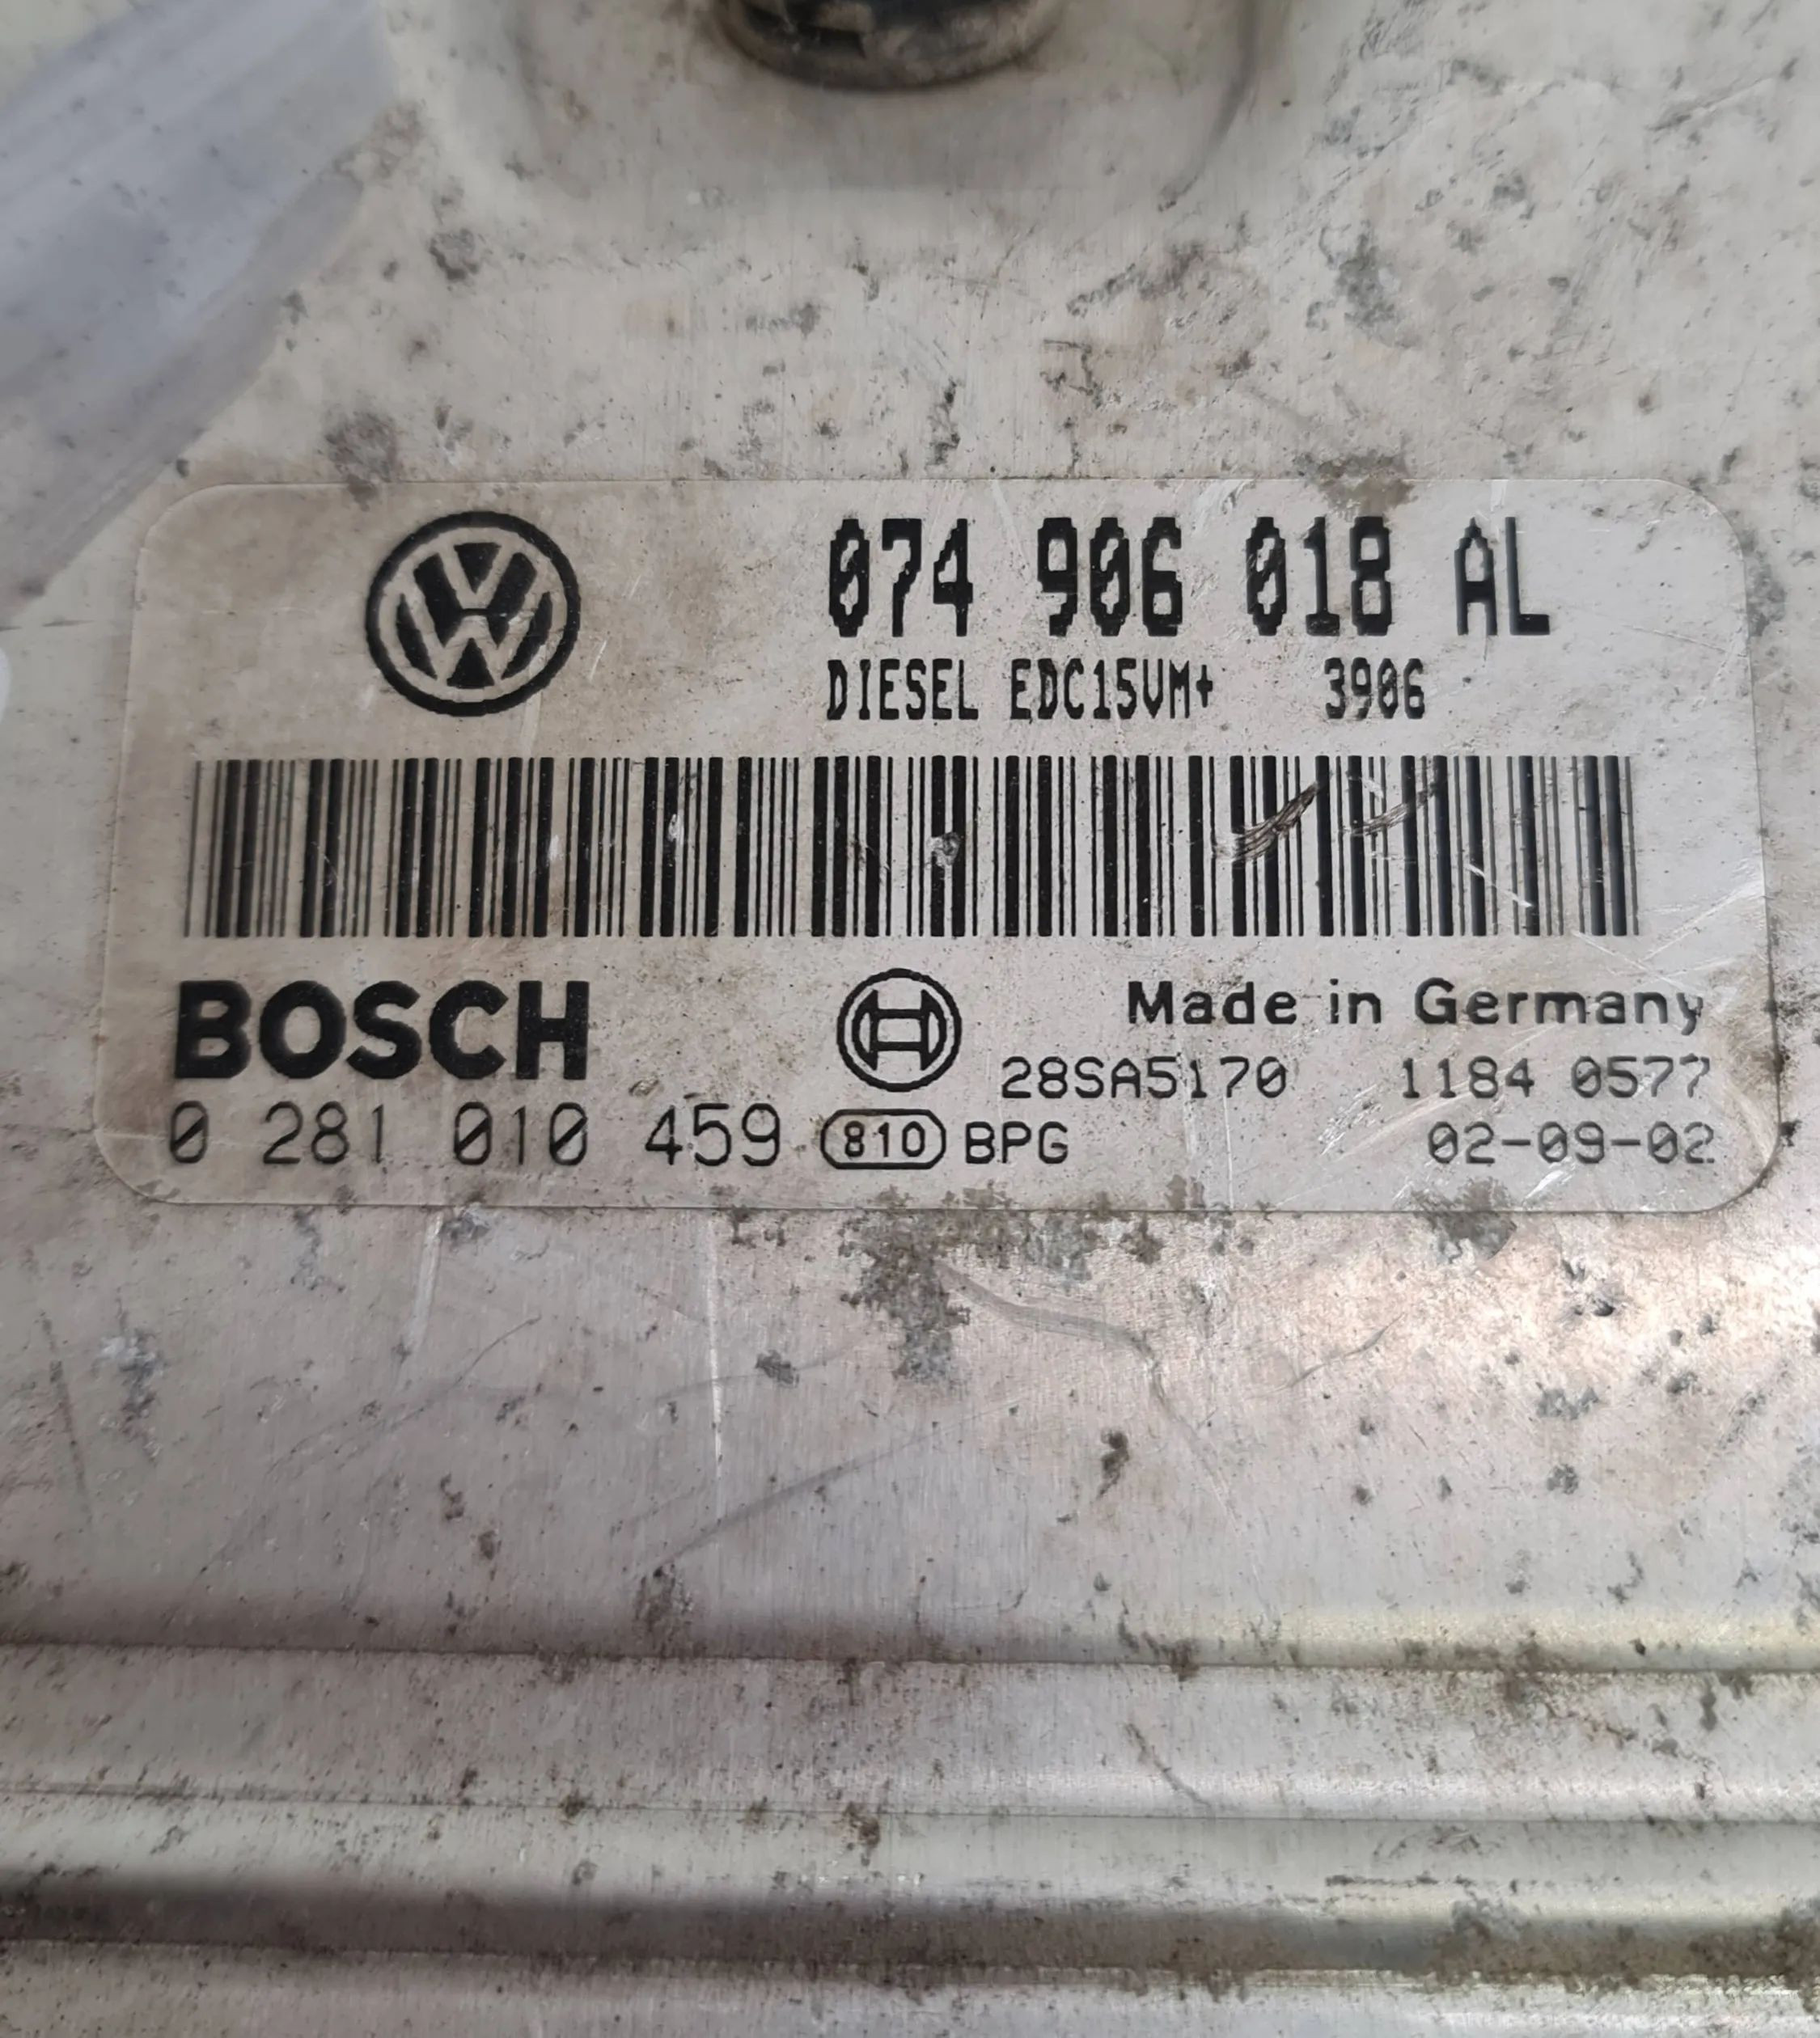 074 906 018 AL
DIESEL EDC15VM+ 3906
BOSCH
Made in Germany
28SA5170 1184 0577
0 281 010 459 810 BPG 02-09-02